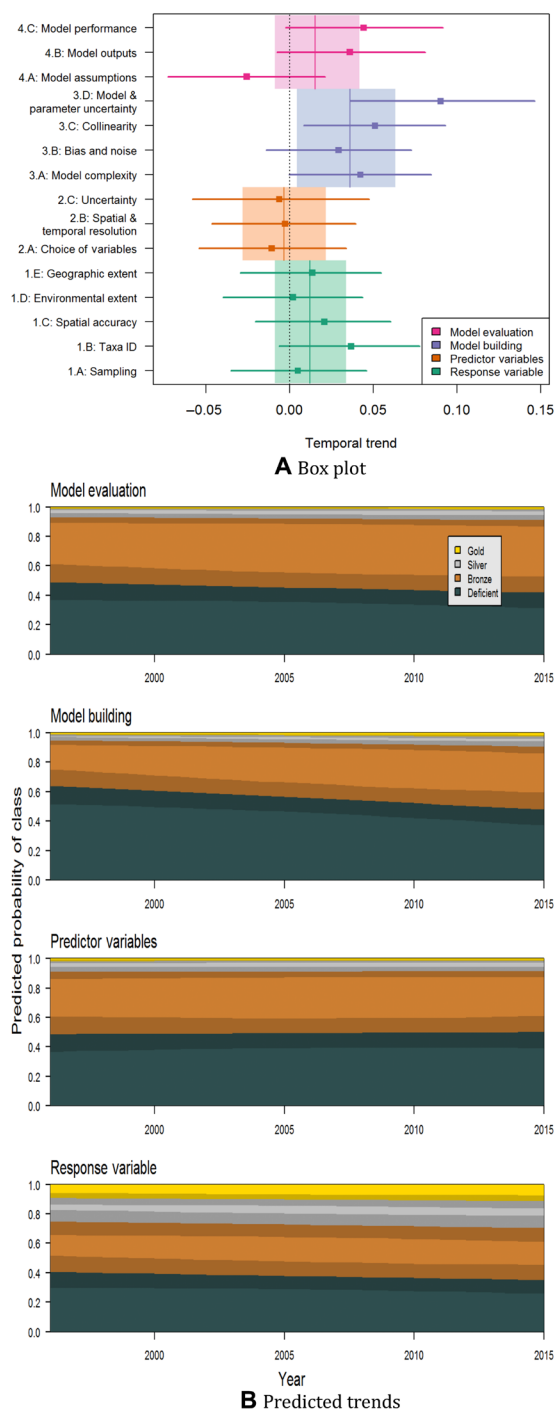 4.C: Model performance
4.B: Model outputs
4.A: Model assumptions
3.D: Model &
parameter uncertainty
3.C: Collinearity
3.B: Bias and noise
3.A: Model complexity
2.C: Uncertainty
2.B: Spatial &
temporal resolution
2.A: Choice of variables
1.E: Geographic extent
1.D: Environmental extent
1.C: Spatial accuracy
1.B: Taxa ID
1.A: Sampling
Model evaluation
Model building
Predictor variables
Response variable
−0.05 0.00 0.05 0.10 0.15
Temporal trend
A Box plot
Predicted probability of class
Model evaluation
1.0
0.8
0.6
0.4
0.2
0.0
Gold
Silver
Bronze
Deficient
2000 2005 2010 2015
Model building
1.0
0.8
0.6
0.4
0.2
0.0
2000 2005 2010 2015
Predictor variables
1.0
0.8
0.6
0.4
0.2
0.0
2000 2005 2010 2015
Response variable
1.0
0.8
0.6
0.4
0.2
0.0
2000 2005 2010 2015
Year
B Predicted trends